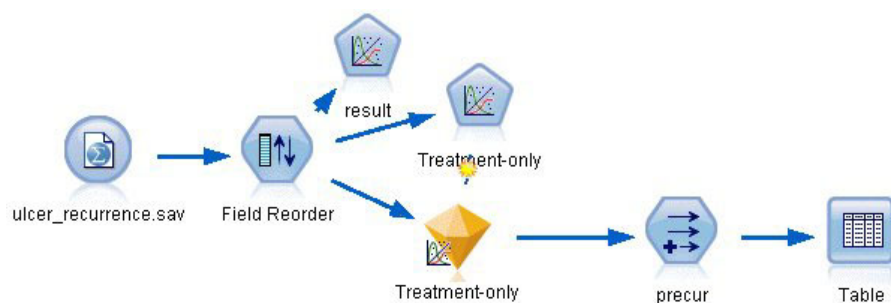 result
Treatment-only
ulcer_recurrence.sav
Field Reorder
Treatment-only
precur
Table